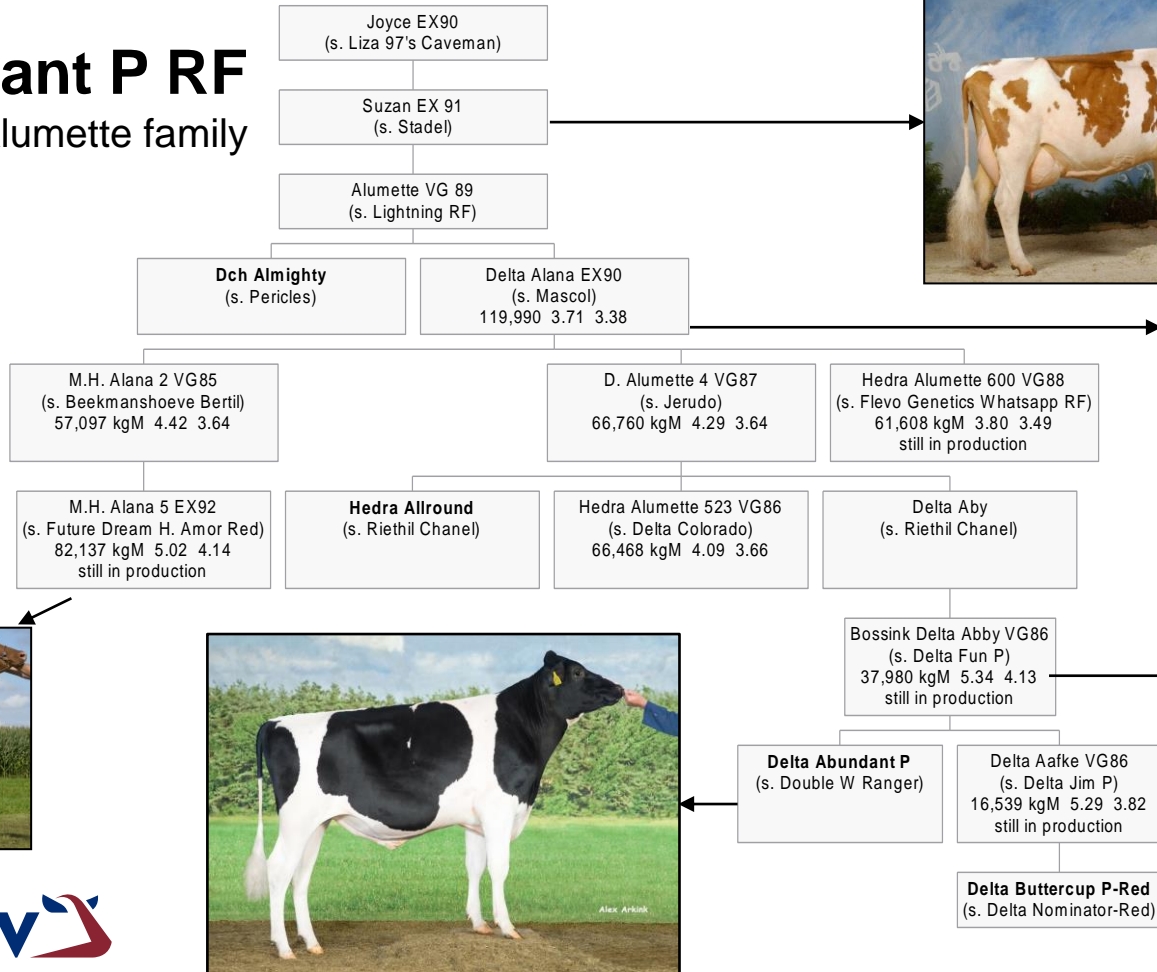 ant P RF
lumette family
Joyce EX90
(s. Liza 97's Caveman)
Suzan EX 91
(s. Stadel)
Alumette VG 89
(s. Lightning RF)
Dch Almighty
(s. Pericles)
Delta Alana EX90
(s. Mascol)
119,990 3.71 3.38
M.H. Alana 2 VG85
(s. Beekmanshoeve Bertil)
57,097 kgM 4.42 3.64
D. Alumette 4 VG87
(s. Jerudo)
66,760 kgM 4.29 3.64
Hedra Alumette 600 VG88
(s. Flevo Genetics Whatsapp RF)
61,608 kgM 3.80 3.49
still in production
M.H. Alana 5 EX92
(s. Future Dream H. Amor Red)
82,137 kgM 5.02 4.14
still in production
Hedra Allround
(s. Riethil Chanel)
Hedra Alumette 523 VG86
(s. Delta Colorado)
66,468 kgM 4.09 3.66
Delta Aby
(s. Riethil Chanel)
Bossink Delta Abby VG86
(s. Delta Fun P)
37,980 kgM 5.34 4.13
still in production
Delta Abundant P
(s. Double W Ranger)
Delta Aafke VG86
(s. Delta Jim P)
16,539 kgM 5.29 3.82
still in production
Delta Buttercup P-Red
(s. Delta Nominator-Red)
Alex Arkink
V